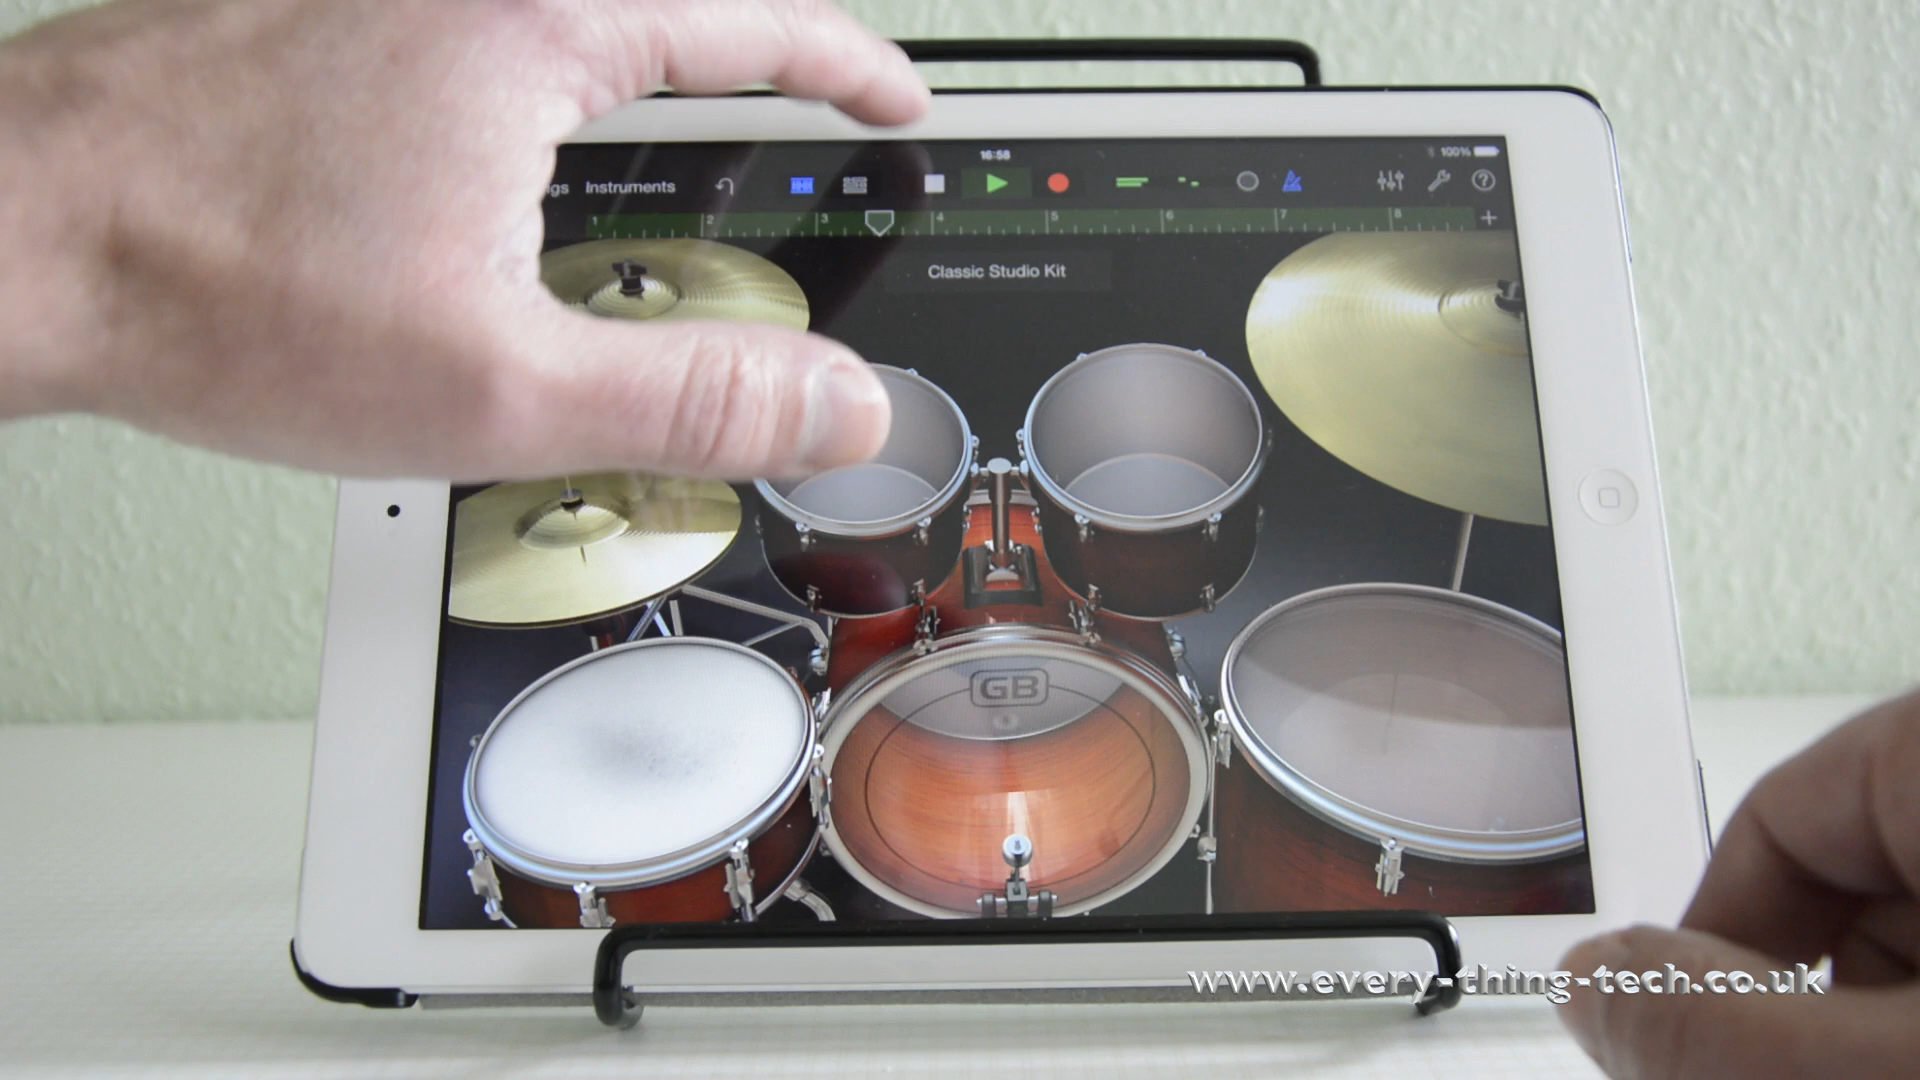 16:58
100%
gs Instruments
1 2 3 4 5 6 7 8 +
Classic Studio Kit
GB
www.every-thing-tech.co.uk